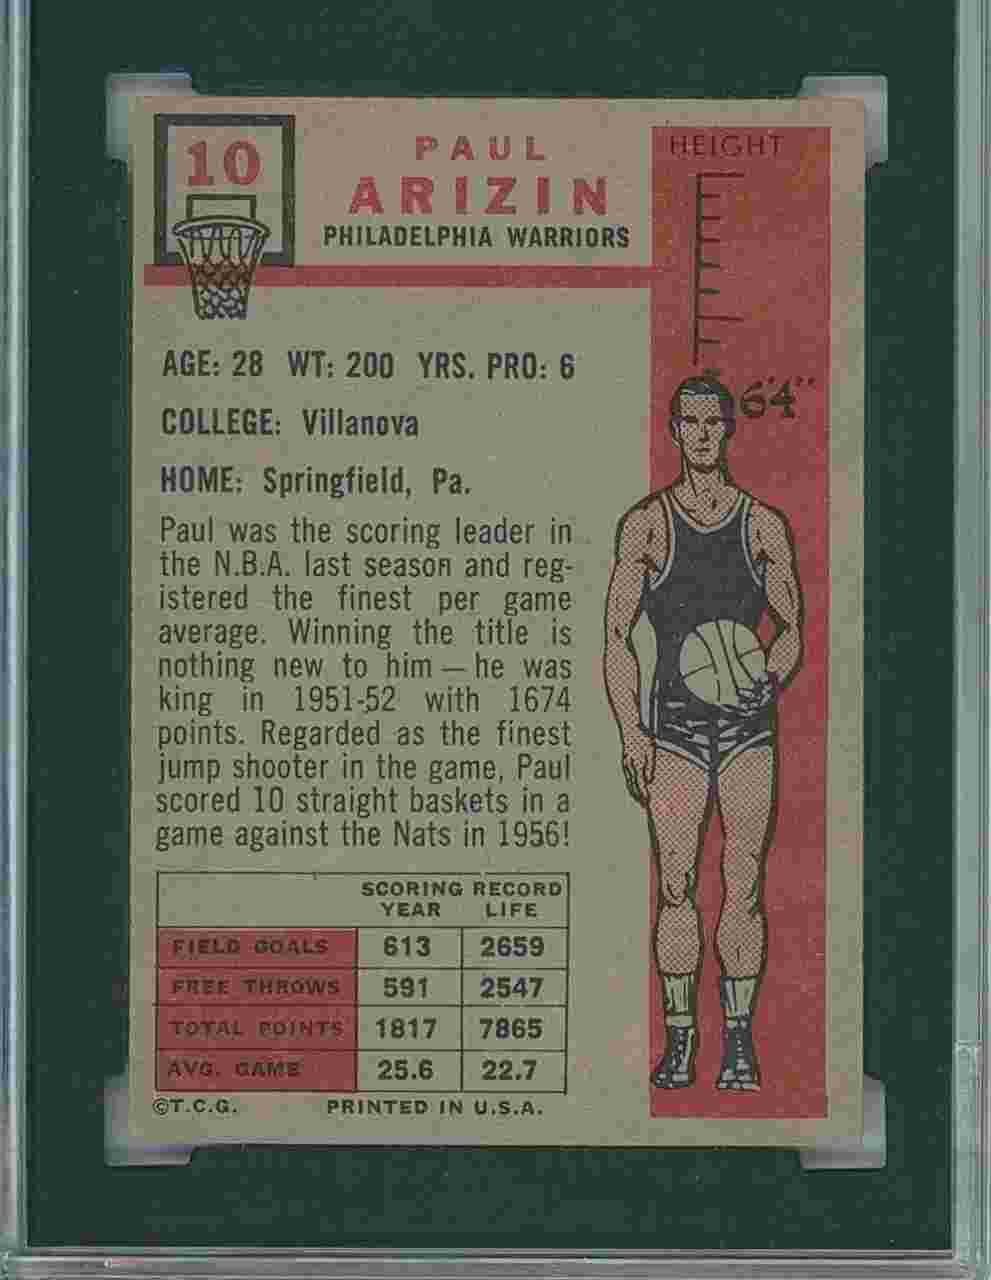 10
PAUL
ARIZIN
PHILADELPHIA WARRIORS
HEIGHT
6'4"
AGE: 28 WT: 200 YRS. PRO: 6
COLLEGE: Villanova
HOME: Springfield, Pa.
Paul was the scoring leader in
the N.B.A. last season and reg-
istered the finest per game
average. Winning the title is
nothing new to him — he was
king in 1951-52 with 1674
points. Regarded as the finest
jump shooter in the game, Paul
scored 10 straight baskets in a
game against the Nats in 1956!
SCORING RECORD
YEAR LIFE
FIELD GOALS 613 2659
FREE THROWS 591 2547
TOTAL POINTS 1817 7865
AVG. GAME 25.6 22.7
©T.C.G. PRINTED IN U.S.A.